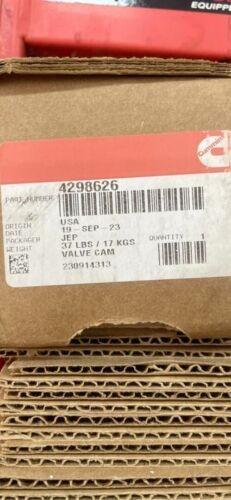 EQUIPPE
Cummins
PART NUMBER 4298626
ORIGIN USA
DATE 19-SEP-23
PACKAGER JEP QUANTITY 1
WEIGHT 37 LBS / 17 KGS
VALVE CAM
230914313